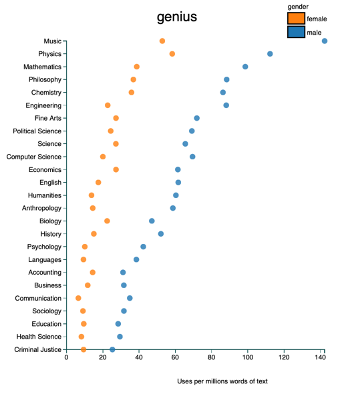 genius
gender
female
male
Music
Physics
Mathematics
Philosophy
Chemistry
Engineering
Fine Arts
Political Science
Science
Computer Science
Economics
English
Humanities
Anthropology
Biology
History
Psychology
Languages
Accounting
Business
Communication
Sociology
Education
Health Science
Criminal Justice
0 20 40 60 80 100 120 140
Uses per millions words of text